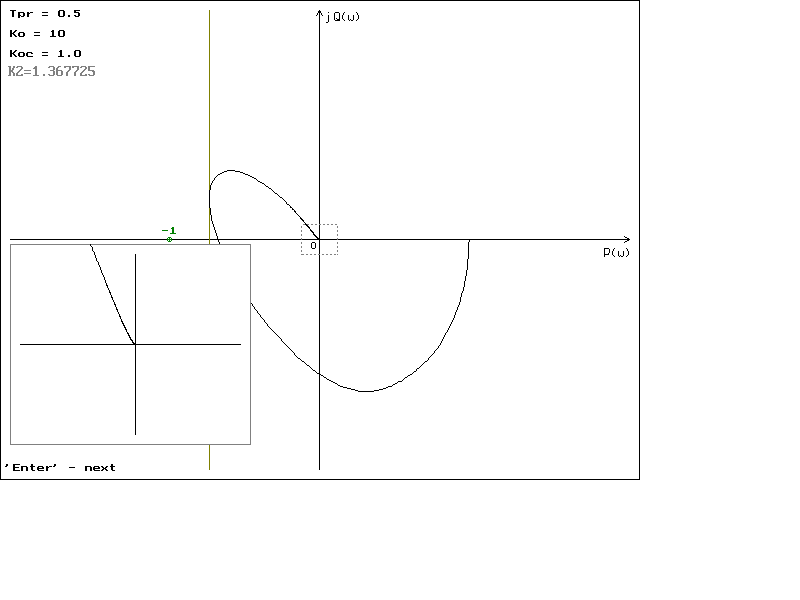 Tpr = 0.5
Ko = 10
Koc = 1.0
K2=1.367725
jQ(ω)
-1
0
P(ω)
'Enter' - next